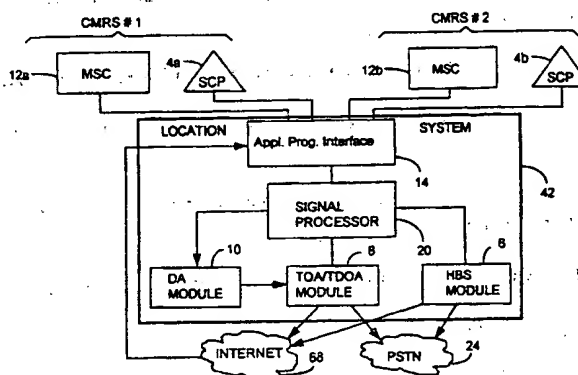 CMRS # 1
CMRS # 2
12a
MSC
4a
SCP
12b
MSC
4b
SCP
LOCATION
SYSTEM
Appl. Prog. Interface
14
42
SIGNAL
PROCESSOR
20
10
DA
MODULE
8
TOA/TDOA
MODULE
6
HBS
MODULE
INTERNET
68
PSTN
24